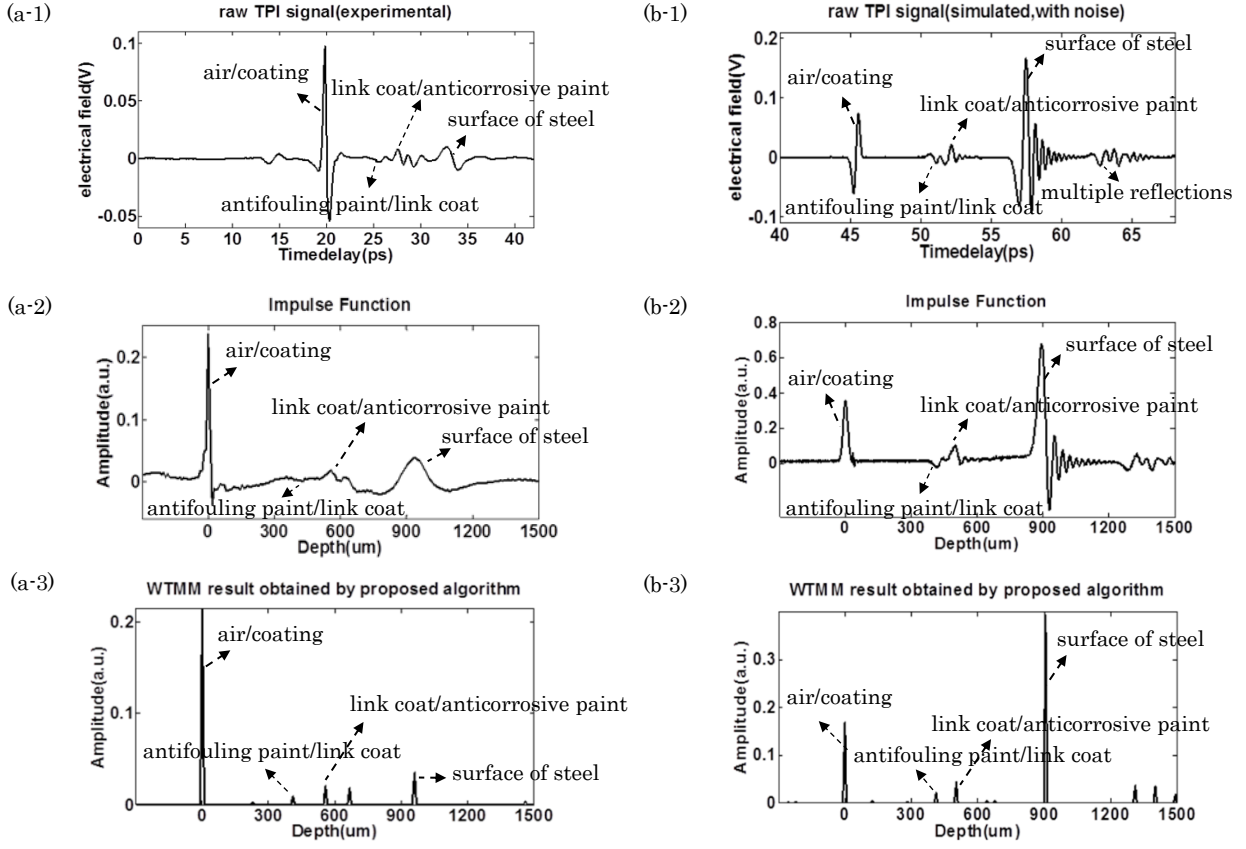 (a-1)
raw TPI signal(experimental)
electrical field(V)
0.1
0.05
0
-0.05
air/coating
link coat/anticorrosive paint
surface of steel
antifouling paint/link coat
0 5 10 15 20 25 30 35 40
Timedelay(ps)
(b-1)
raw TPI signal(simulated,with noise)
electrical field(V)
0.2
0.1
0
-0.1
surface of steel
air/coating
link coat/anticorrosive paint
multiple reflections
antifouling paint/link coat
40 45 50 55 60 65
Timedelay(ps)
(a-2)
Impulse Function
Amplitude(a.u.)
0.2
0.1
0
air/coating
link coat/anticorrosive paint
surface of steel
antifouling paint/link coat
0 300 600 900 1200 1500
Depth(um)
(b-2)
Impulse Function
Amplitude(a.u.)
0.8
0.6
0.4
0.2
0
surface of steel
air/coating
link coat/anticorrosive paint
antifouling paint/link coat
0 300 600 900 1200 1500
Depth(um)
(a-3)
WTMM result obtained by proposed algorithm
Amplitude(a.u.)
0.2
0.1
0
air/coating
link coat/anticorrosive paint
antifouling paint/link coat
surface of steel
0 300 600 900 1200 1500
Depth(um)
(b-3)
WTMM result obtained by proposed algorithm
Amplitude(a.u.)
0.3
0.2
0.1
0
surface of steel
air/coating
link coat/anticorrosive paint
antifouling paint/link coat
0 300 600 900 1200 1500
Depth(um)